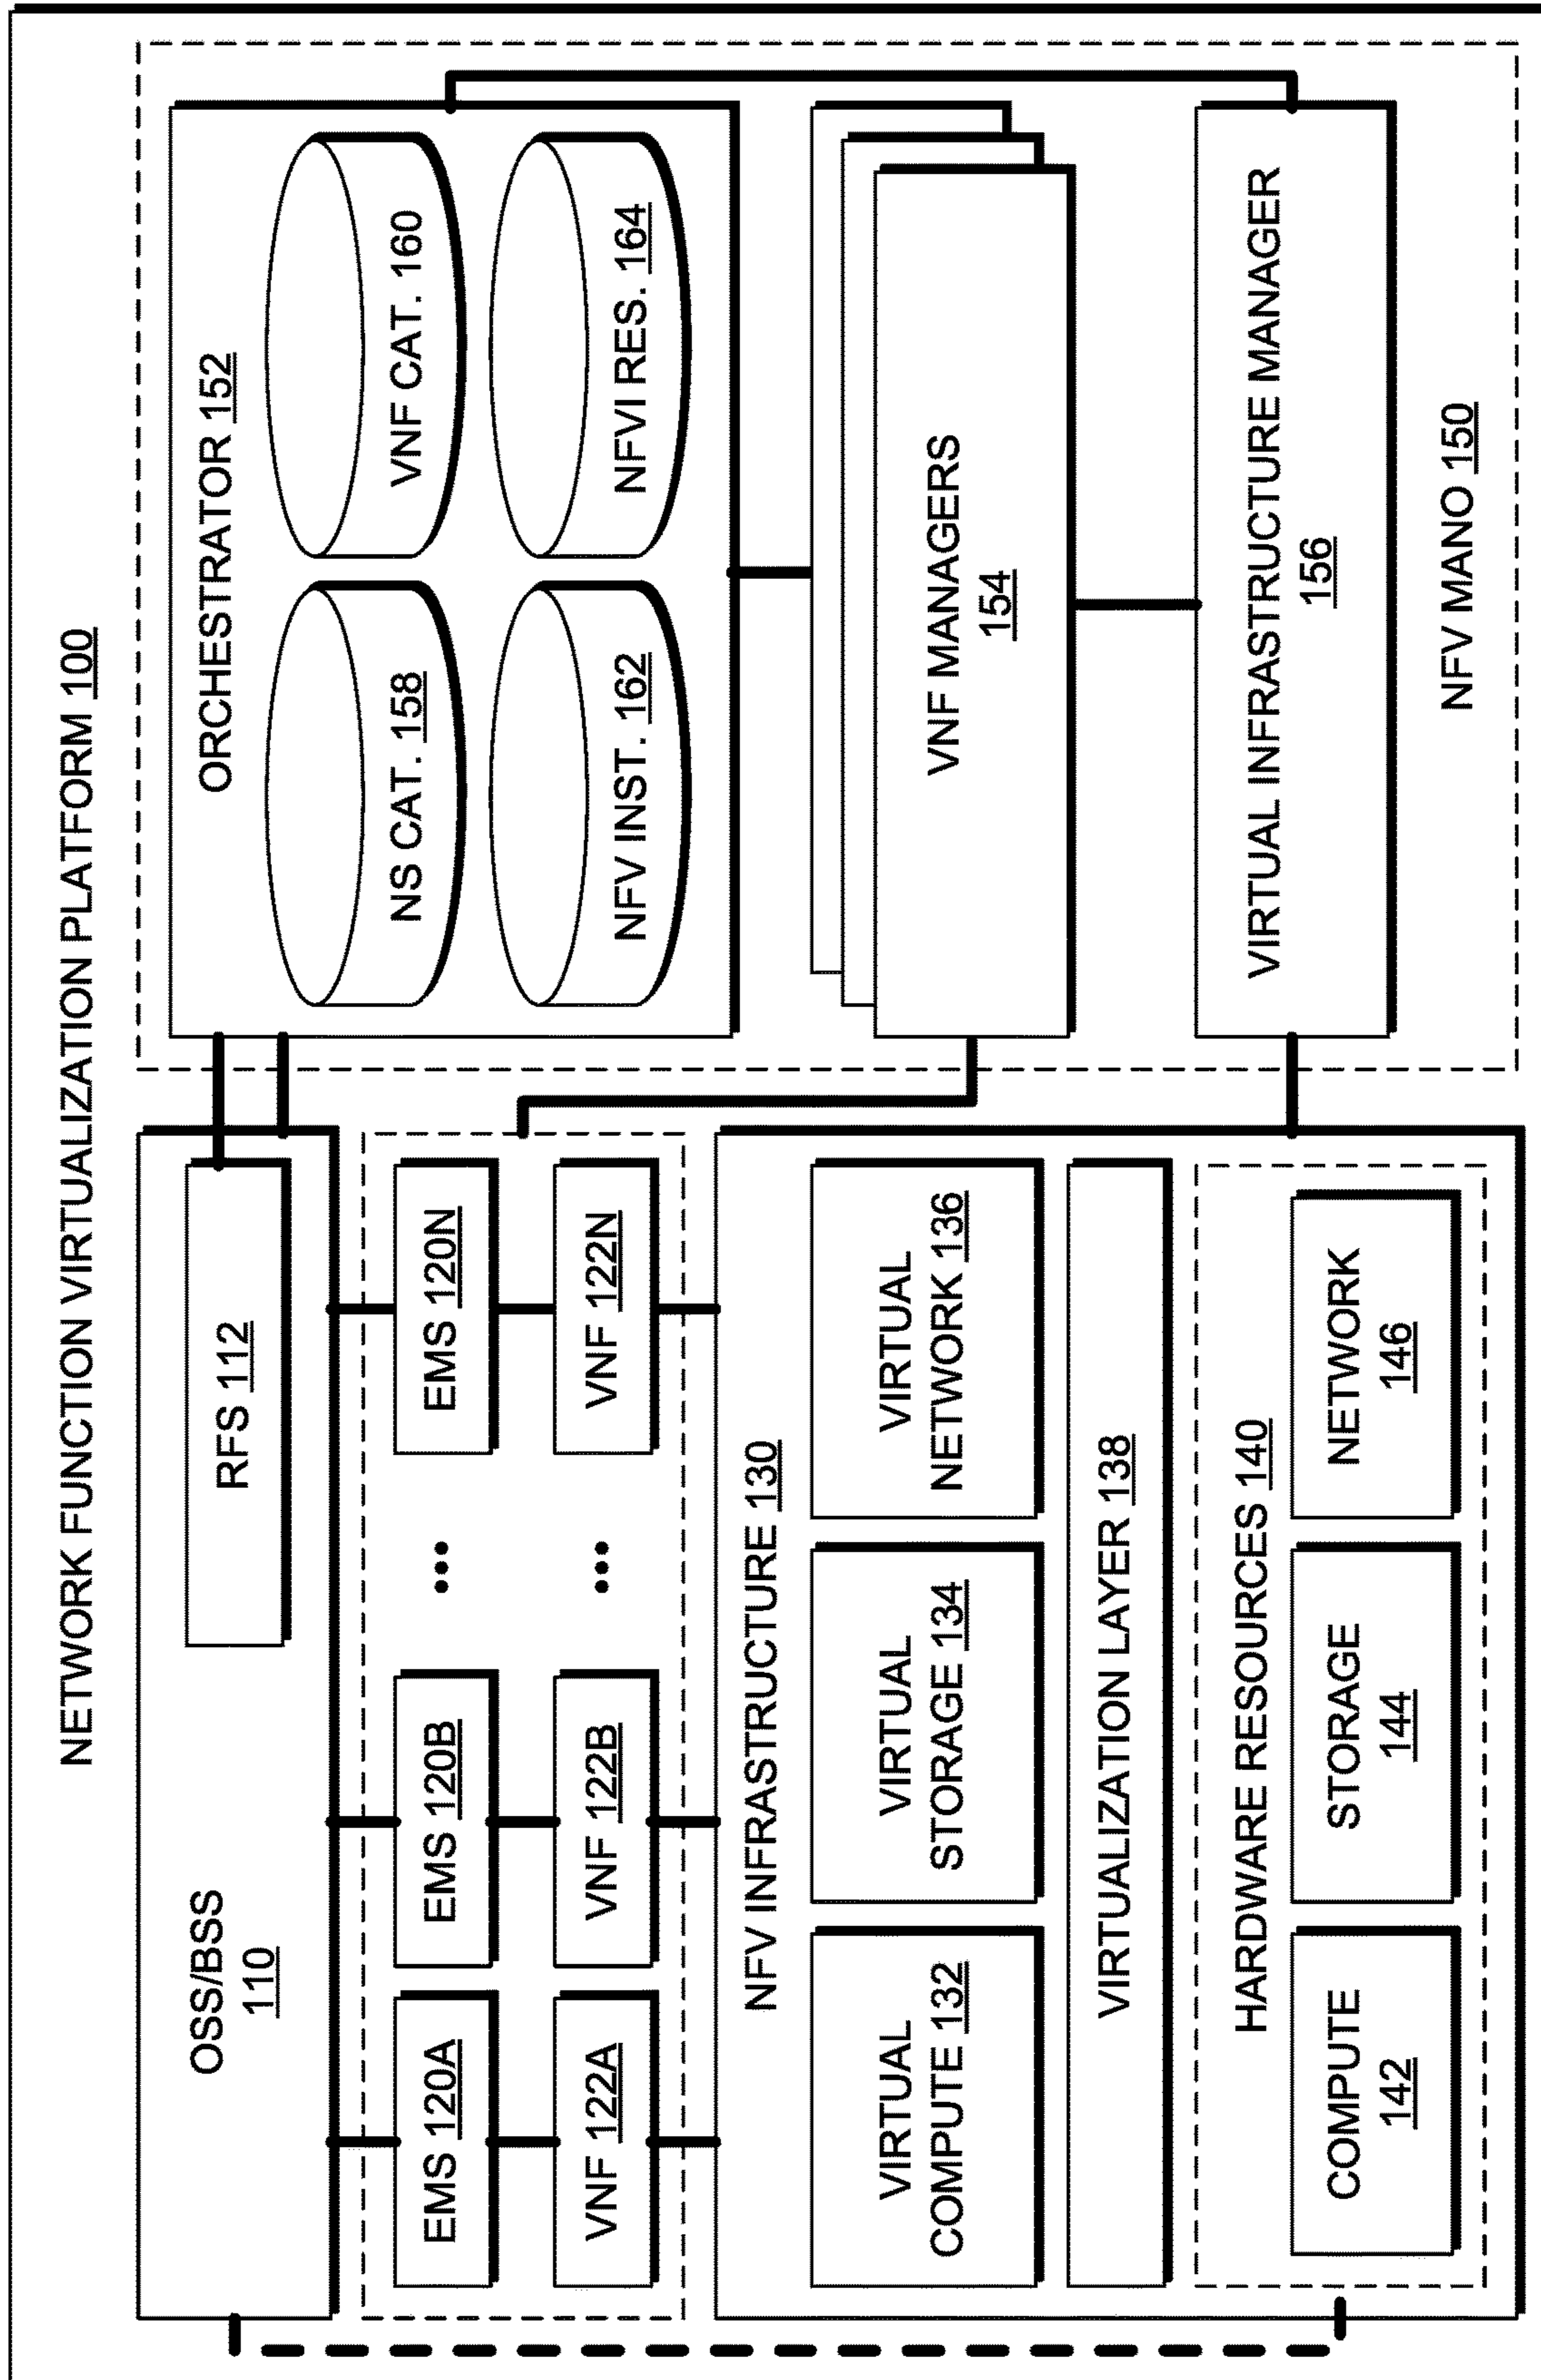 NETWORK FUNCTION VIRTUALIZATION PLATFORM 100
OSS/BSS
110
RFS 112
EMS 120A
EMS 120B
•••
EMS 120N
VNF 122A
VNF 122B
•••
VNF 122N
NFV INFRASTRUCTURE 130
VIRTUAL
COMPUTE 132
VIRTUAL
STORAGE 134
VIRTUAL
NETWORK 136
VIRTUALIZATION LAYER 138
HARDWARE RESOURCES 140
COMPUTE
142
STORAGE
144
NETWORK
146
ORCHESTRATOR 152
NS CAT. 158
VNF CAT. 160
NFV INST. 162
NFVI RES. 164
VNF MANAGERS
154
VIRTUAL INFRASTRUCTURE MANAGER
156
NFV MANO 150